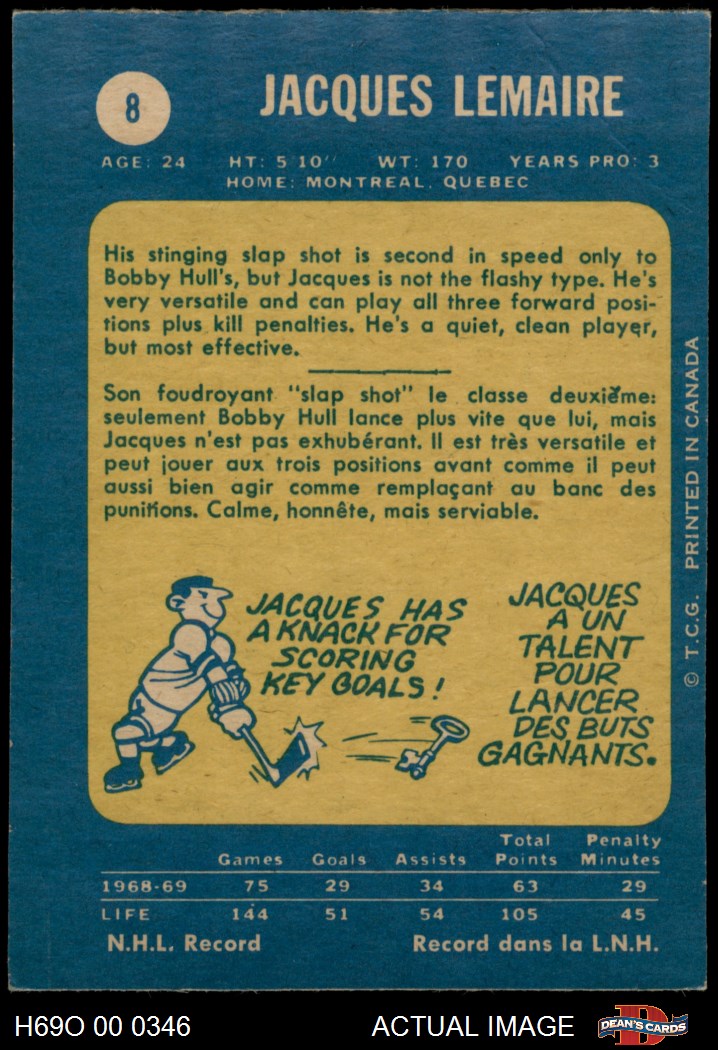 8
JACQUES LEMAIRE
AGE: 24 HT: 5 10'' WT: 170 YEARS PRO: 3
HOME: MONTREAL, QUEBEC
His stinging slap shot is second in speed only to
Bobby Hull's, but Jacques is not the flashy type. He's
very versatile and can play all three forward posi-
tions plus kill penalties. He's a quiet, clean player,
but most effective.
Son foudroyant "slap shot" le classe deuxième:
seulement Bobby Hull lance plus vite que lui, mais
Jacques n'est pas exhubérant. Il est très versatile et
peut jouer aux trois positions avant comme il peut
aussi bien agir comme remplaçant au banc des
punitions. Calme, honnête, mais serviable.
JACQUES HAS
A KNACK FOR
SCORING
KEY GOALS!
JACQUES
A UN
TALENT
POUR
LANCER
DES BUTS
GAGNANTS.
© T.C.G. PRINTED IN CANADA
Total Penalty
Games Goals Assists Points Minutes
1968-69 75 29 34 63 29
LIFE 144 51 54 105 45
N.H.L. Record Record dans la L.N.H.
H69O 00 0346 ACTUAL IMAGE D DEAN'S CARDS